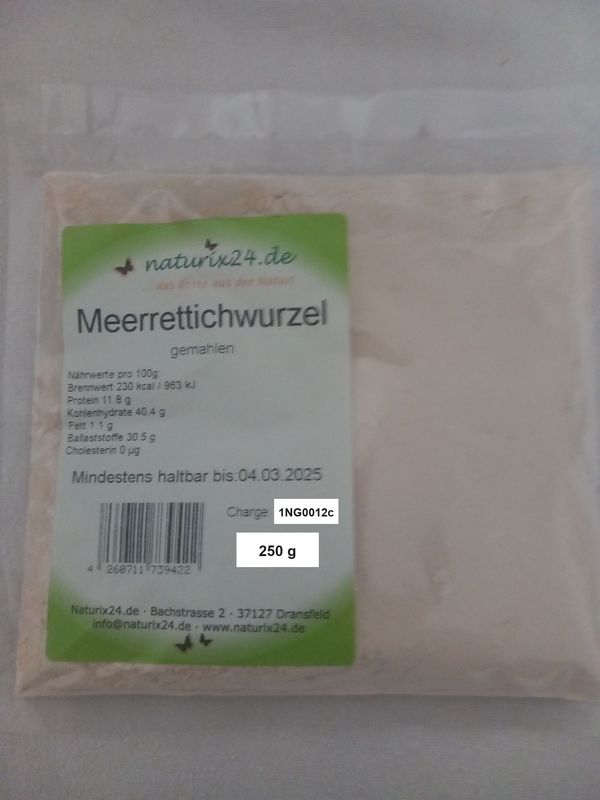 naturix24.de
... das Beste aus der Natur!
Meerrettichwurzel
gemahlen
Nährwerte pro 100g:
Brennwert 230 kcal / 963 kJ
Protein 11.8 g
Kohlenhydrate 40.4 g
Fett 1.1 g
Ballaststoffe 30.5 g
Cholesterin 0 µg
Mindestens haltbar bis:04.03.2025
Charge: 1NG0012c
250 g
4 260711 739422
Naturix24.de · Bachstrasse 2 · 37127 Dransfeld
info@naturix24.de · www.naturix24.de